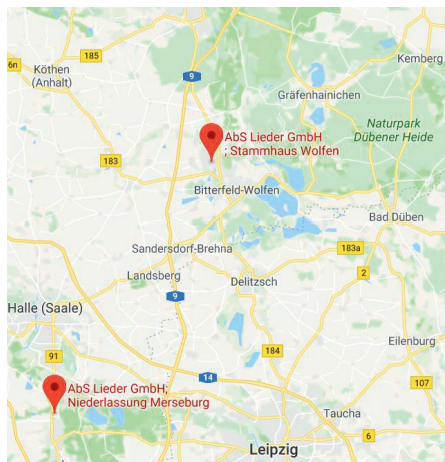 Kemberg
185
6n
Köthen
(Anhalt)
9
Gräfenhainichen
AbS Lieder GmbH
; Stammhaus Wolfen
Naturpark
Dübener Heide
183
Bitterfeld-Wolfen
Bad Düben
Sandersdorf-Brehna
183a
Landsberg
Delitzsch
2
9
Halle (Saale)
91
184
Eilenburg
14
107
AbS Lieder GmbH;
Niederlassung Merseburg
Taucha
6
Leipzig